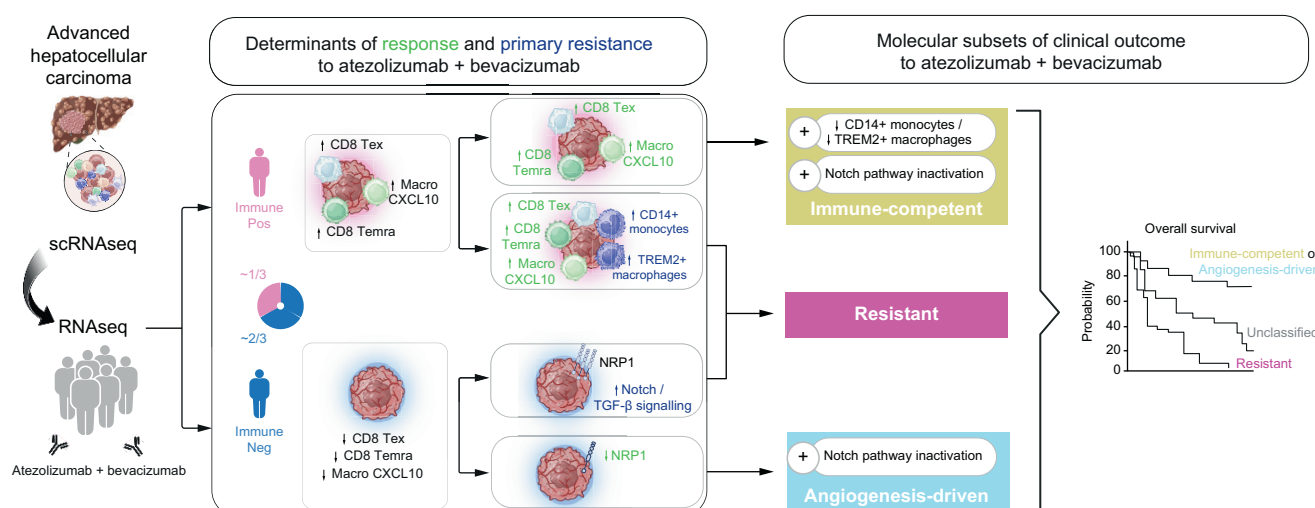 Advanced
hepatocellular
carcinoma
scRNAseq
RNAseq
Atezolizumab + bevacizumab
Determinants of response and primary resistance
to atezolizumab + bevacizumab
Immune
Pos
~1/3
~2/3
Immune
Neg
↑ CD8 Tex
↑ Macro
CXCL10
↑ CD8 Temra
↓ CD8 Tex
↓ CD8 Temra
↓ Macro CXCL10
↑ CD8 Tex
↑ CD8
Temra
↑ Macro
CXCL10
↑ CD8 Tex
↑ CD8
Temra
↑ Macro
CXCL10
↑ CD14+
monocytes
↑ TREM2+
macrophages
NRP1
↑ Notch /
TGF-β signalling
↓ NRP1
Molecular subsets of clinical outcome
to atezolizumab + bevacizumab
+
↓ CD14+ monocytes /
↓ TREM2+ macrophages
+
Notch pathway inactivation
Immune-competent
Resistant
+
Notch pathway inactivation
Angiogenesis-driven
Overall survival
Probability
100
80
60
40
20
0
Immune-competent o
Angiogenesis-driven
Unclassified
Resistant